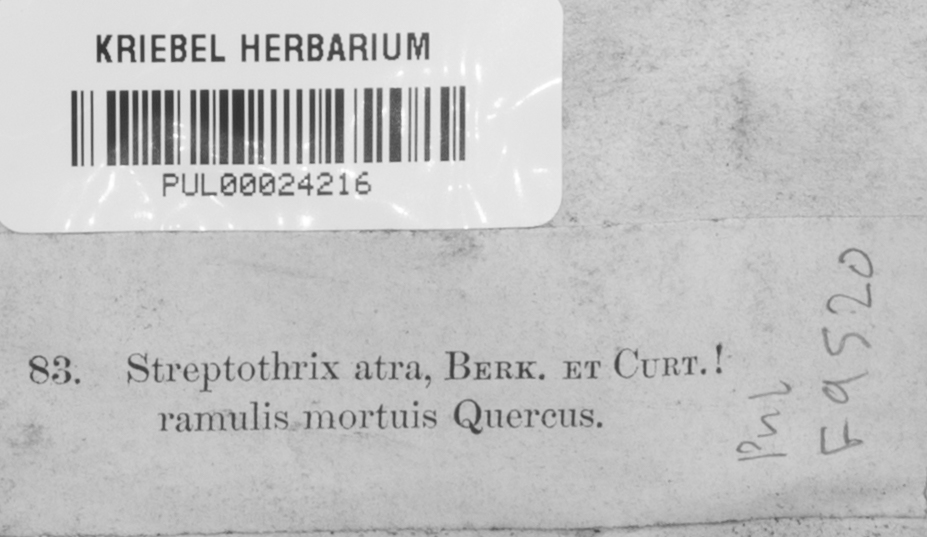 KRIEBEL HERBARIUM
PUL00024216
83. Streptothrix atra, BERK. ET CURT.!
ramulis mortuis Quercus.
PUL
F9520